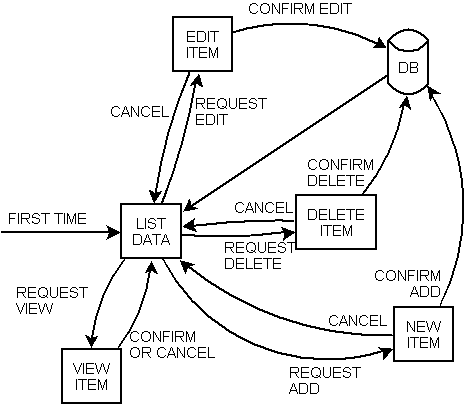 CONFIRM EDIT
EDIT
ITEM
DB
CANCEL
REQUEST
EDIT
CONFIRM
DELETE
FIRST TIME
LIST
DATA
CANCEL
DELETE
ITEM
REQUEST
DELETE
REQUEST
VIEW
CONFIRM
ADD
CONFIRM
OR CANCEL
CANCEL
NEW
ITEM
VIEW
ITEM
REQUEST
ADD